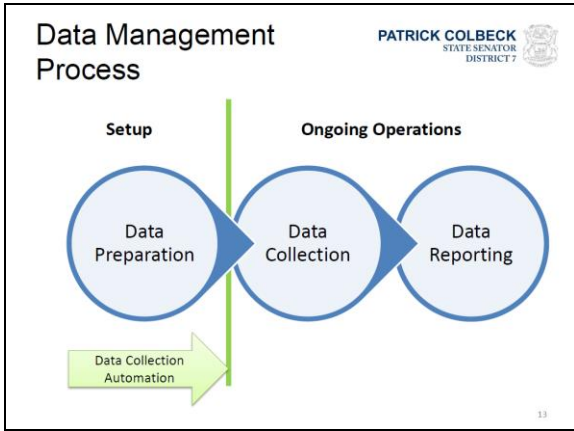 Data Management
Process
PATRICK COLBECK
STATE SENATOR
DISTRICT 7
Setup
Ongoing Operations
Data
Preparation
Data
Collection
Data
Reporting
Data Collection
Automation
13